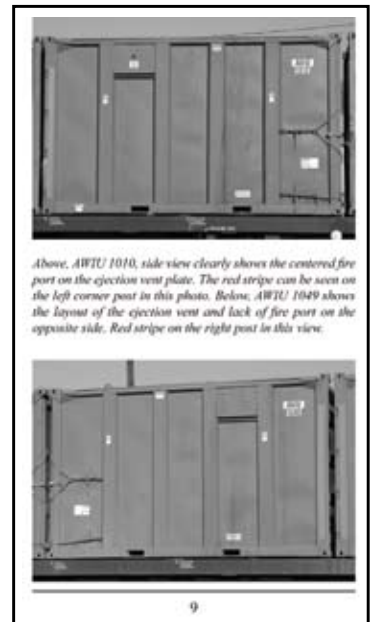 Above, AWIU 1010, side view clearly shows the centered fire
port on the ejection vent plate. The red stripe can be seen on
the left corner post in this photo. Below, AWIU 1049 shows
the layout of the ejection vent and lack of fire port on the
opposite side. Red stripe on the right post in this view.
9